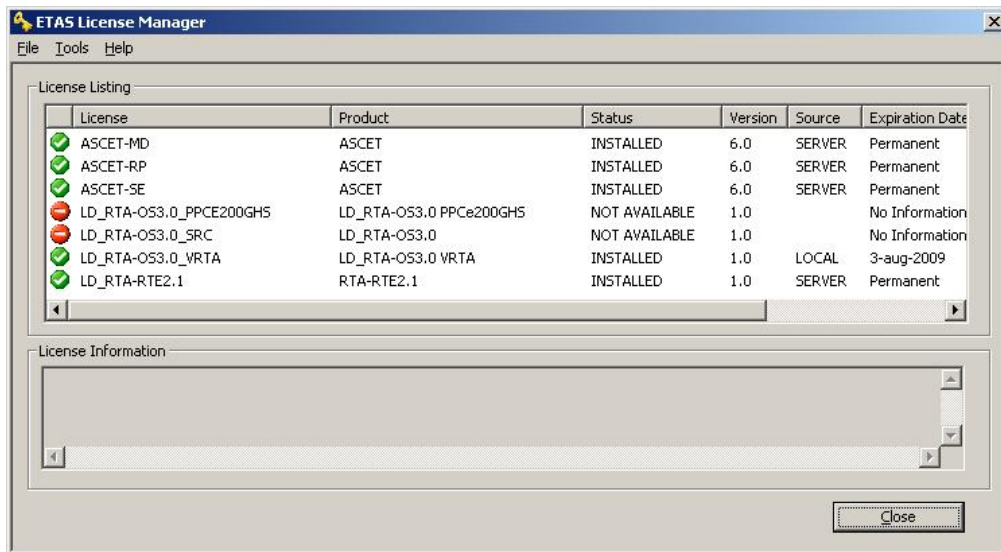 ETAS License Manager
File Tools Help
License Listing
License Product Status Version Source Expiration Date
ASCET-MD ASCET INSTALLED 6.0 SERVER Permanent
ASCET-RP ASCET INSTALLED 6.0 SERVER Permanent
ASCET-SE ASCET INSTALLED 6.0 SERVER Permanent
LD_RTA-OS3.0_PPCE200GHS LD_RTA-OS3.0 PPCe200GHS NOT AVAILABLE 1.0 No Information
LD_RTA-OS3.0_SRC LD_RTA-OS3.0 NOT AVAILABLE 1.0 No Information
LD_RTA-OS3.0_VRTA LD_RTA-OS3.0 VRTA INSTALLED 1.0 LOCAL 3-aug-2009
LD_RTA-RTE2.1 RTA-RTE2.1 INSTALLED 1.0 SERVER Permanent
License Information
Close